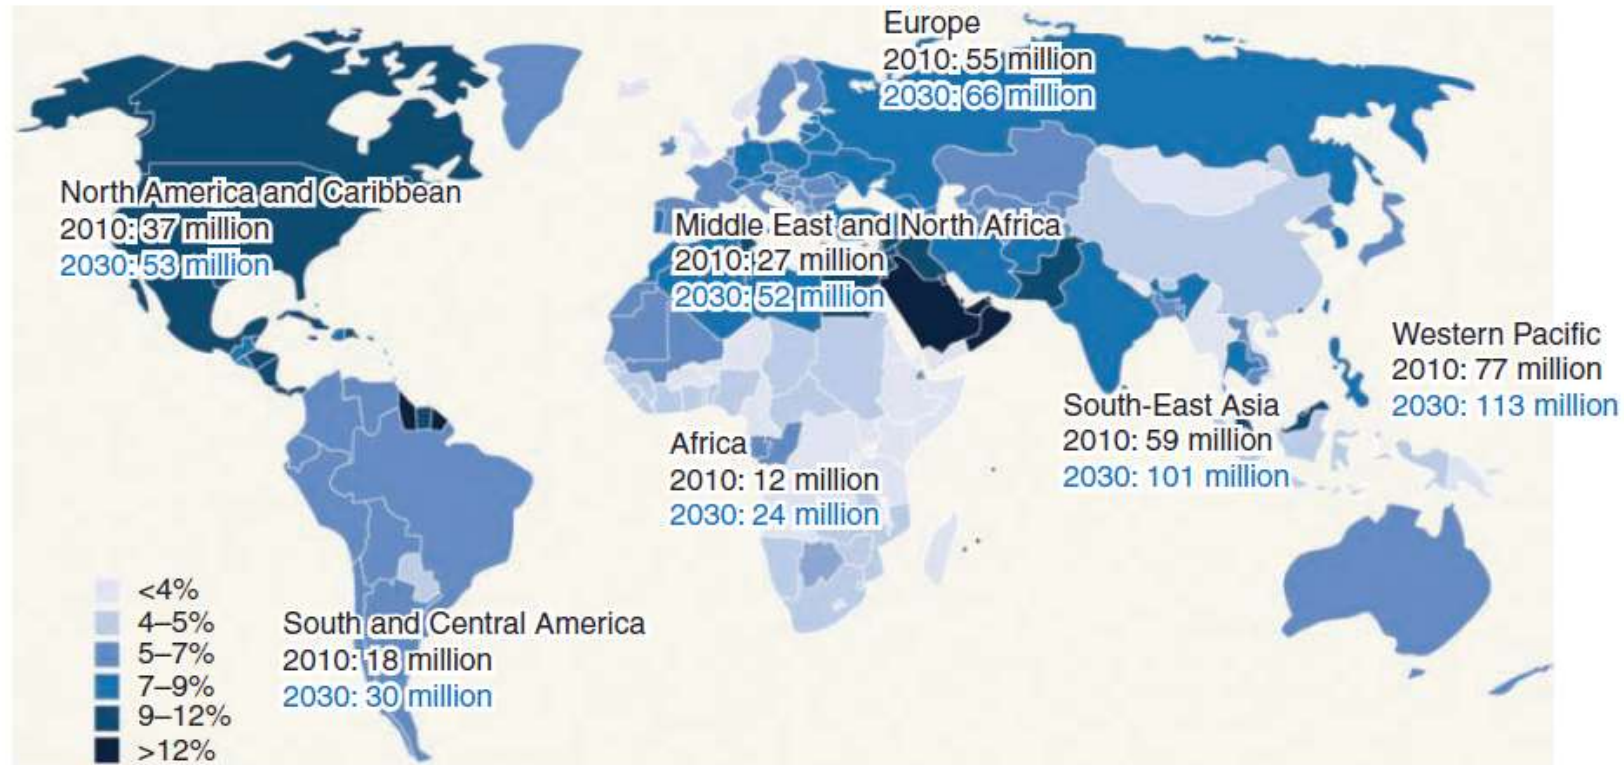 Europe
2010: 55 million
2030: 66 million
North America and Caribbean
2010: 37 million
2030: 53 million
Middle East and North Africa
2010: 27 million
2030: 52 million
Western Pacific
2010: 77 million
2030: 113 million
South-East Asia
2010: 59 million
2030: 101 million
Africa
2010: 12 million
2030: 24 million
South and Central America
2010: 18 million
2030: 30 million
<4%
4–5%
5–7%
7–9%
9–12%
>12%